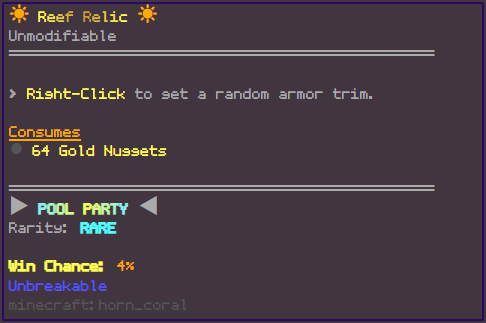 ☀ Reef Relic ☀
Unmodifiable
> Right-Click to get a random armor trim.
Consumes
● 64 Gold Nuggets
▶ POOL PARTY ◀
Rarity: RARE
Win Chance: 4%
Unbreakable
minecraft:horn_coral